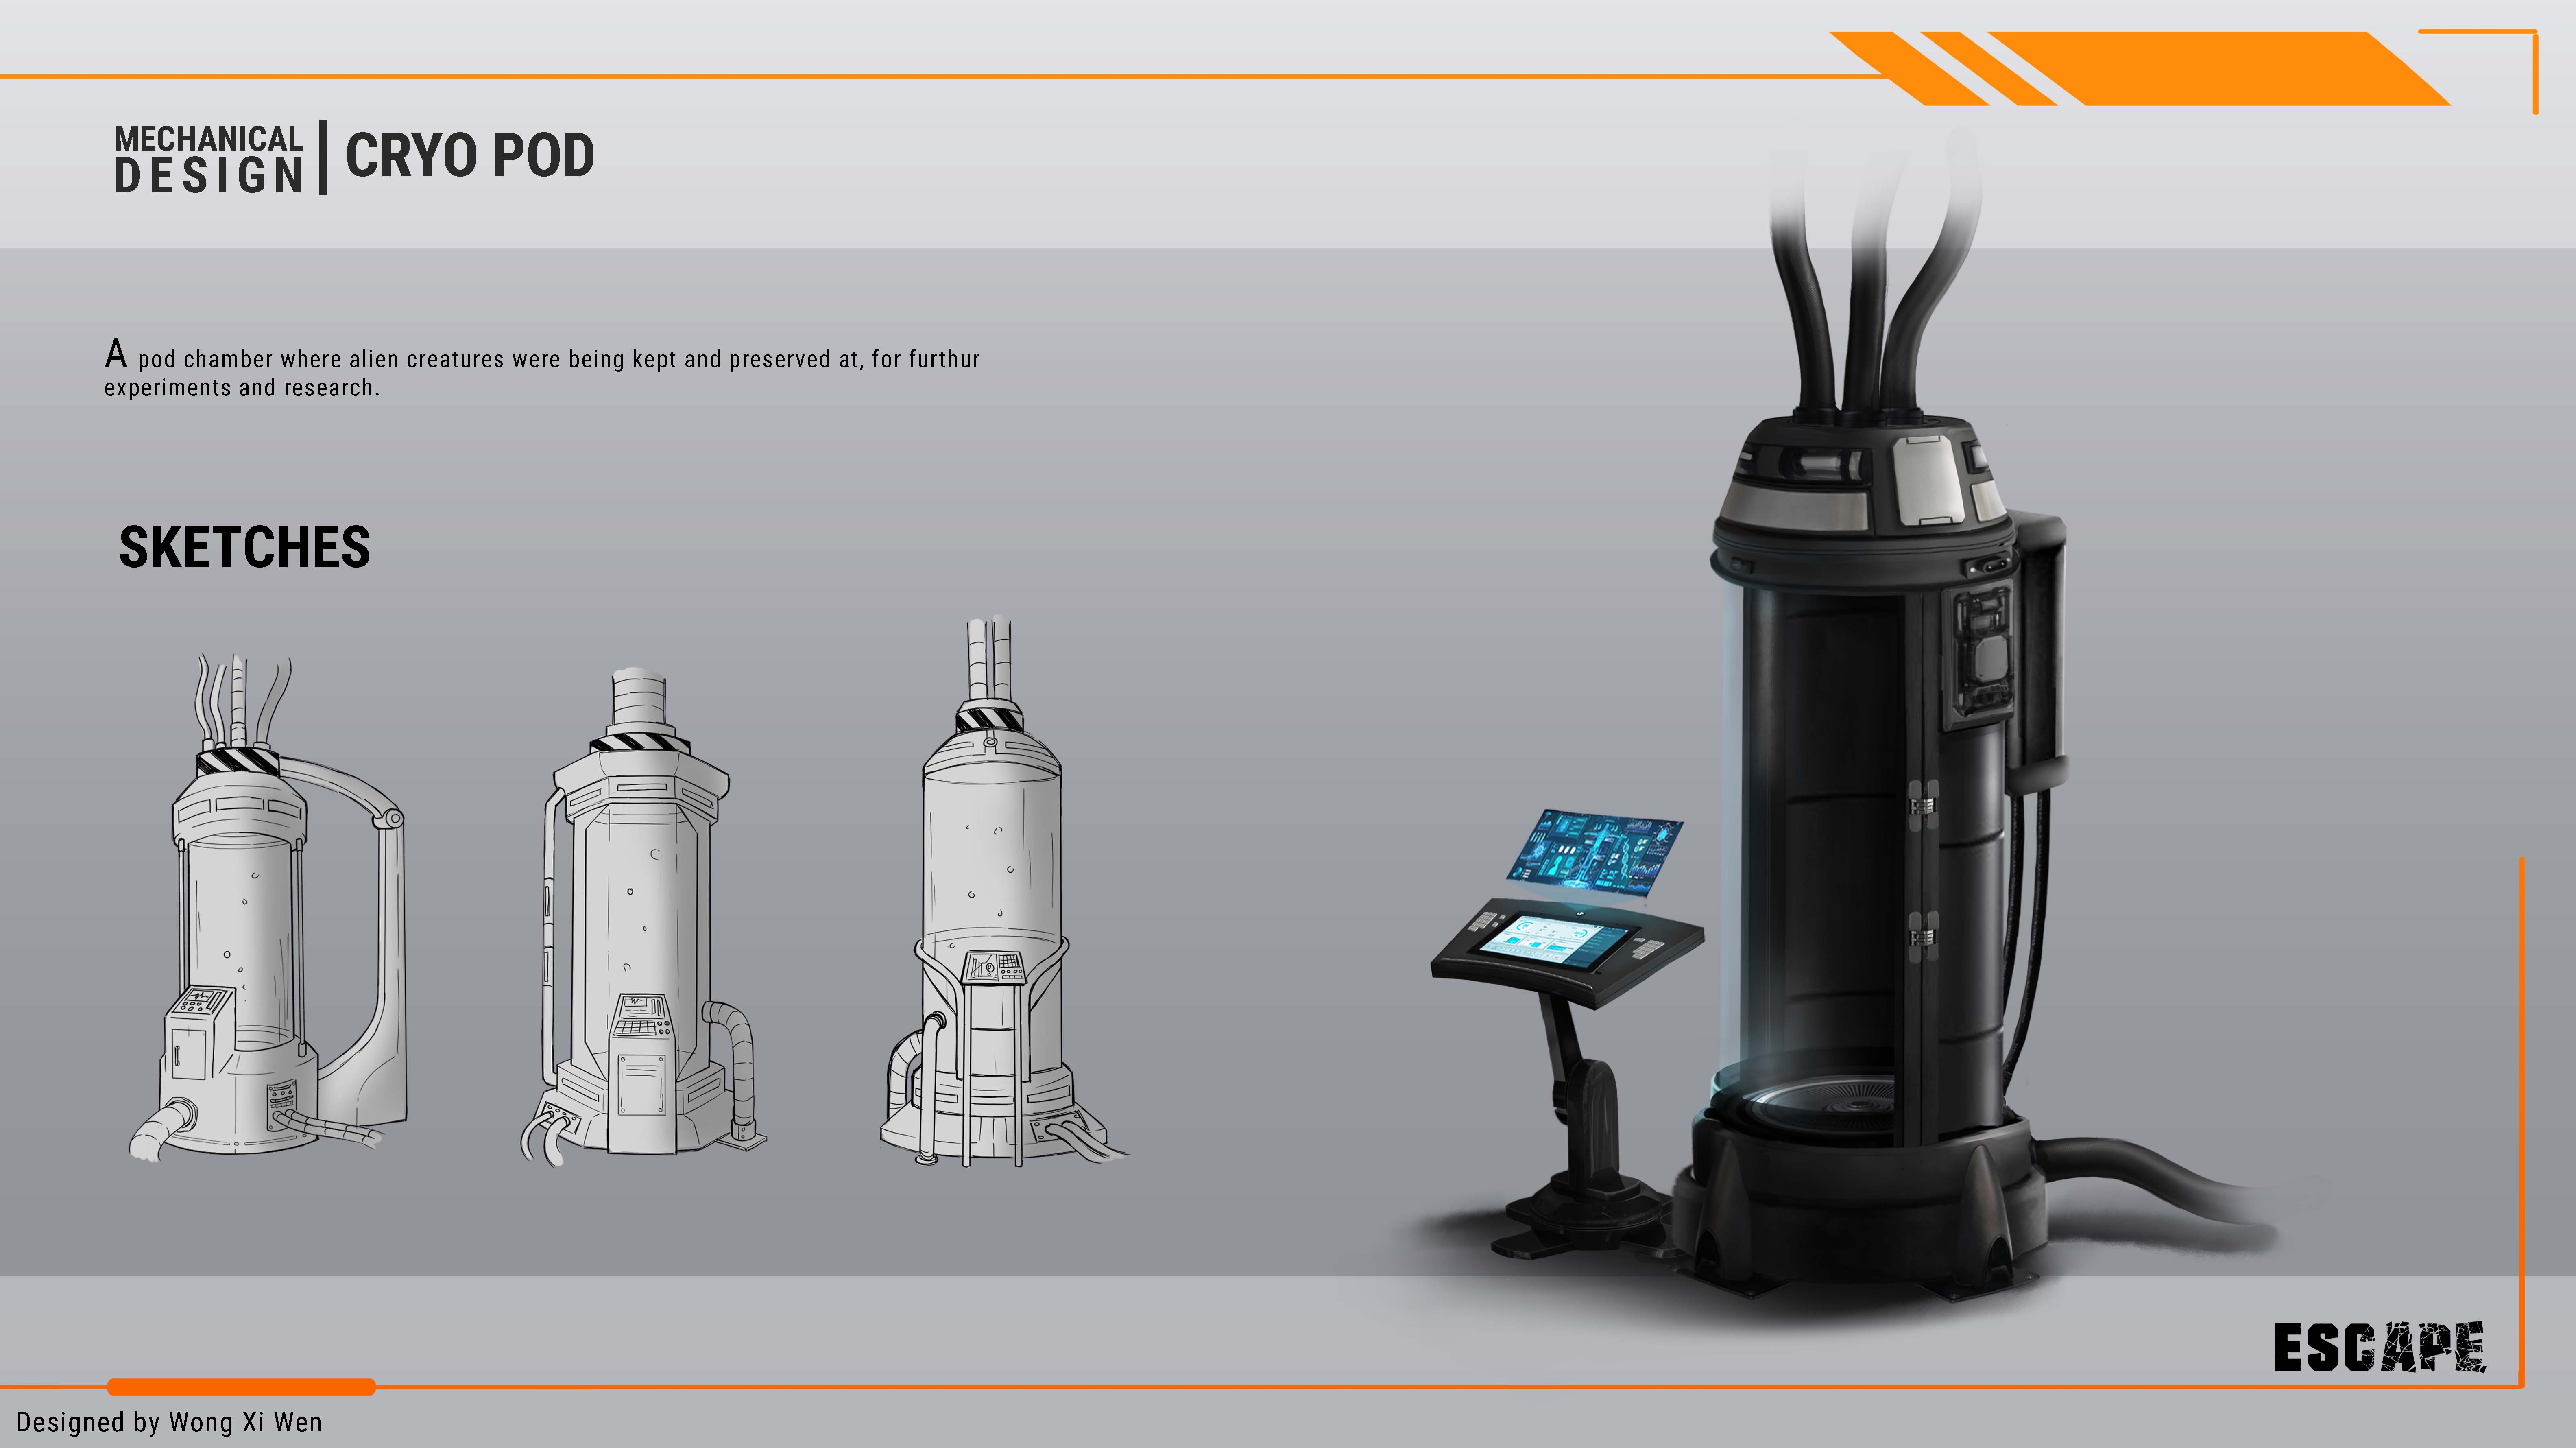 MECHANICAL
DESIGN
CRYO POD
A pod chamber where alien creatures were being kept and preserved at, for furthur
experiments and research.
SKETCHES
ESCAPE
Designed by Wong Xi Wen